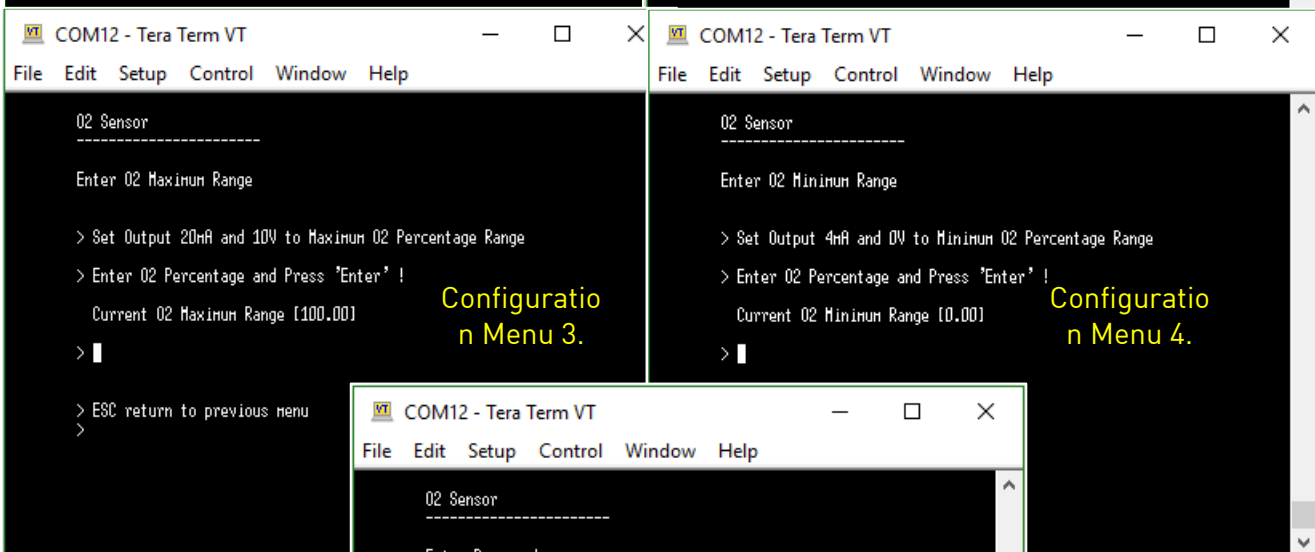 COM12 - Tera Term VT
File Edit Setup Control Window Help
O2 Sensor
-----------------------
Enter O2 Maximum Range
> Set Output 20mA and 10V to Maximum O2 Percentage Range
> Enter O2 Percentage and Press 'Enter' !
Current O2 Maximum Range [100.00]
>
> ESC return to previous menu
>
Configuratio
n Menu 3.
COM12 - Tera Term VT
File Edit Setup Control Window Help
O2 Sensor
-----------------------
Enter O2 Minimum Range
> Set Output 4mA and 0V to Minimum O2 Percentage Range
> Enter O2 Percentage and Press 'Enter' !
Current O2 Minimum Range [0.00]
>
Configuratio
n Menu 4.
COM12 - Tera Term VT
File Edit Setup Control Window Help
O2 Sensor
-----------------------